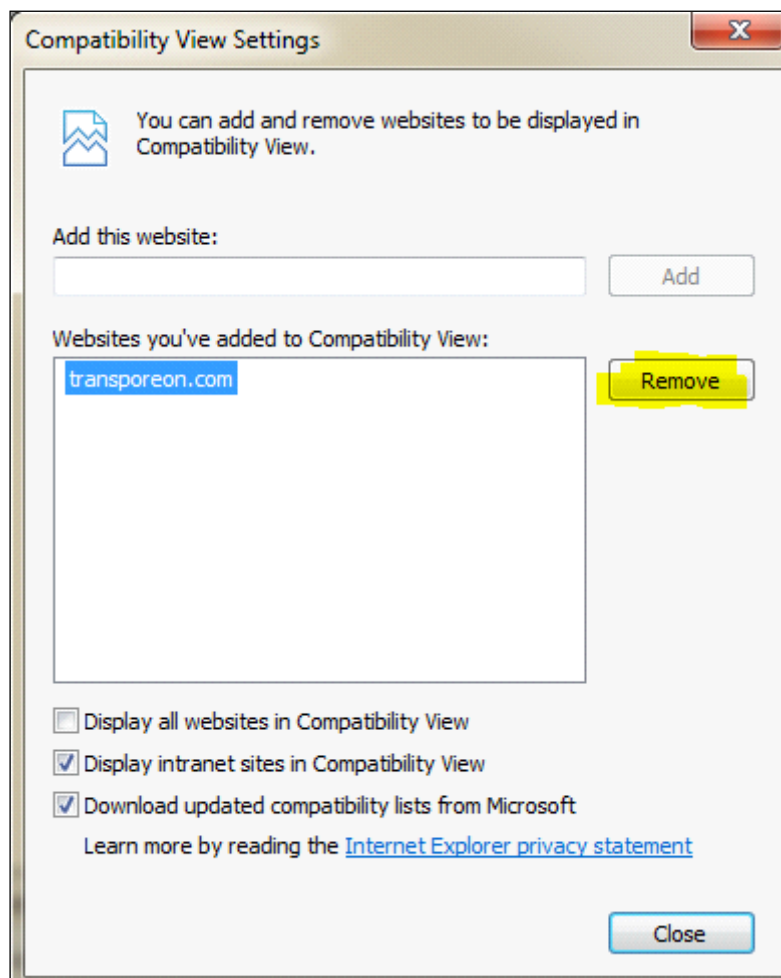 Compatibility View Settings
You can add and remove websites to be displayed in
Compatibility View.
Add this website:
Add
Websites you've added to Compatibility View:
transporeon.com
Remove
Display all websites in Compatibility View
Display intranet sites in Compatibility View
Download updated compatibility lists from Microsoft
Learn more by reading the Internet Explorer privacy statement
Close